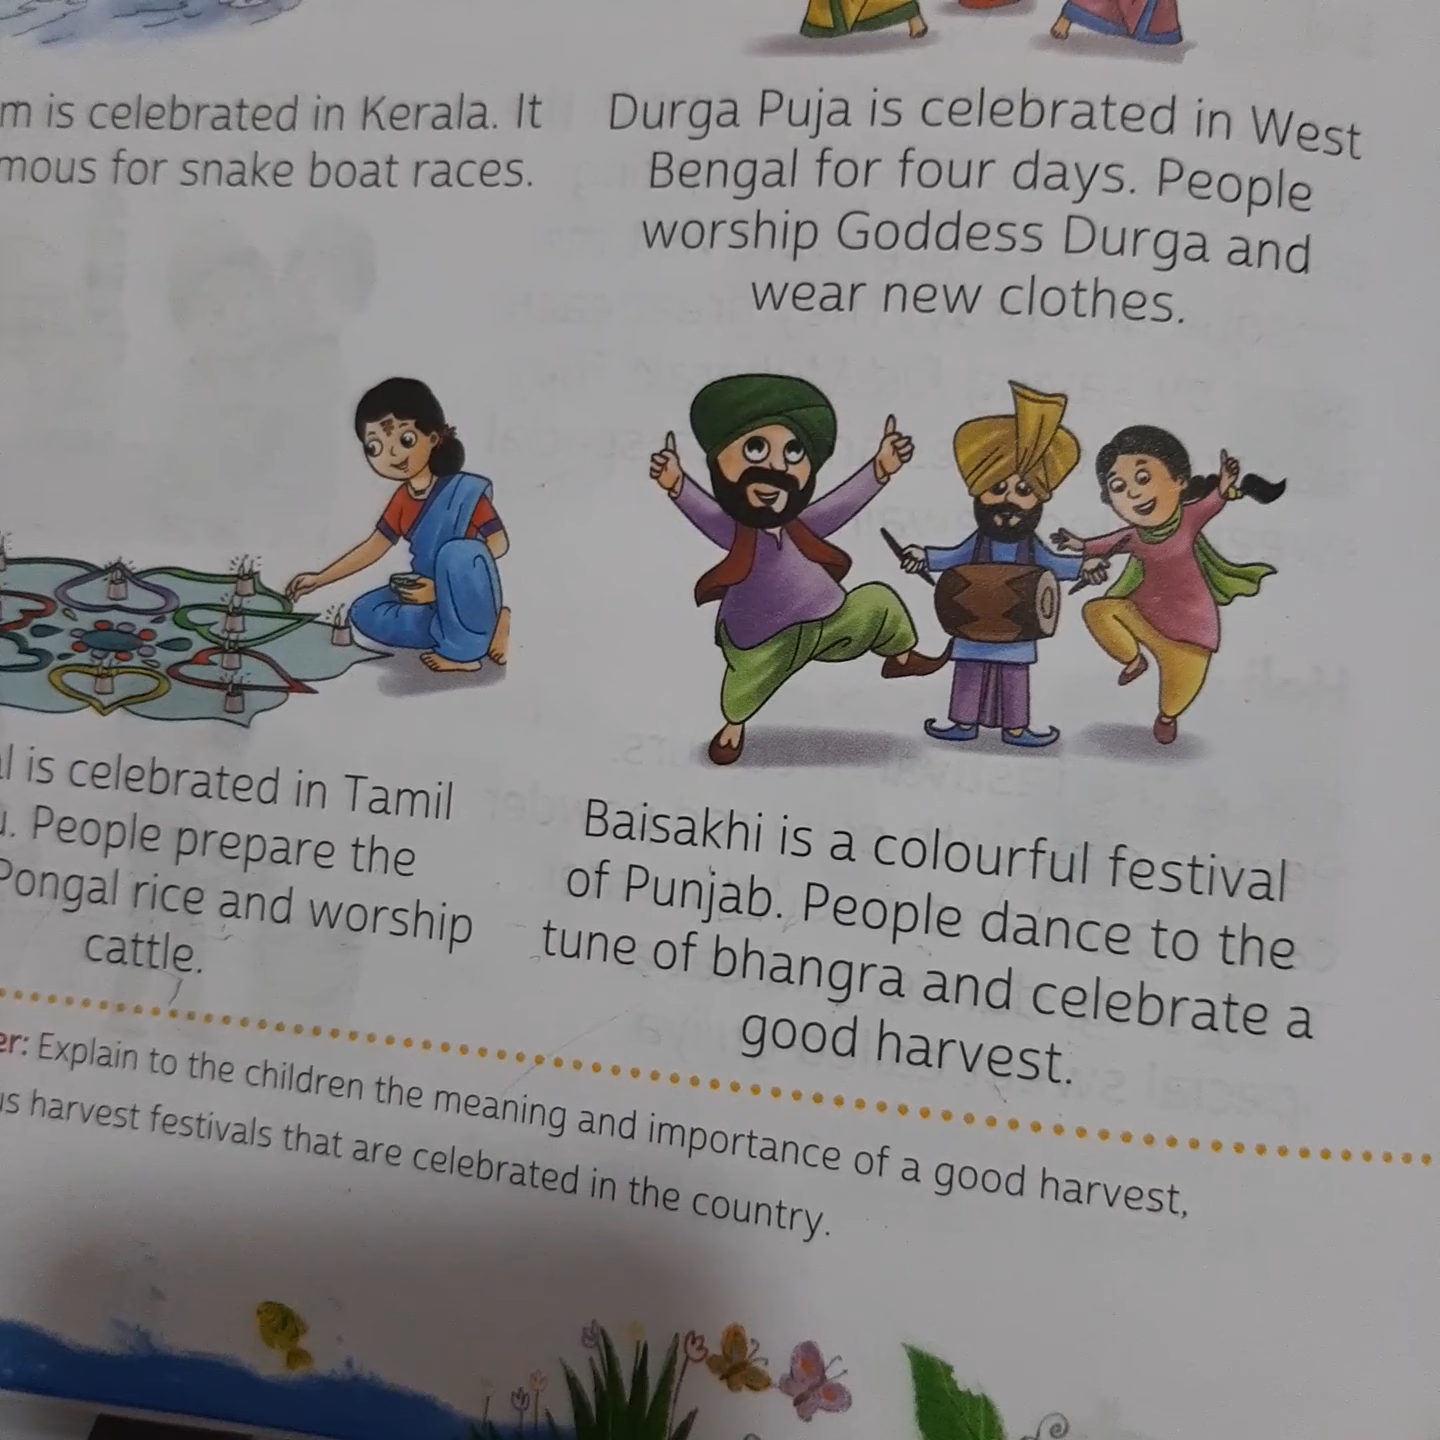 m is celebrated in Kerala. It
mous for snake boat races.
Durga Puja is celebrated in West
Bengal for four days. People
worship Goddess Durga and
wear new clothes.
l is celebrated in Tamil
u. People prepare the
Pongal rice and worship
cattle.
Baisakhi is a colourful festival
of Punjab. People dance to the
tune of bhangra and celebrate a
good harvest.
er: Explain to the children the meaning and importance of a good harvest,
us harvest festivals that are celebrated in the country.